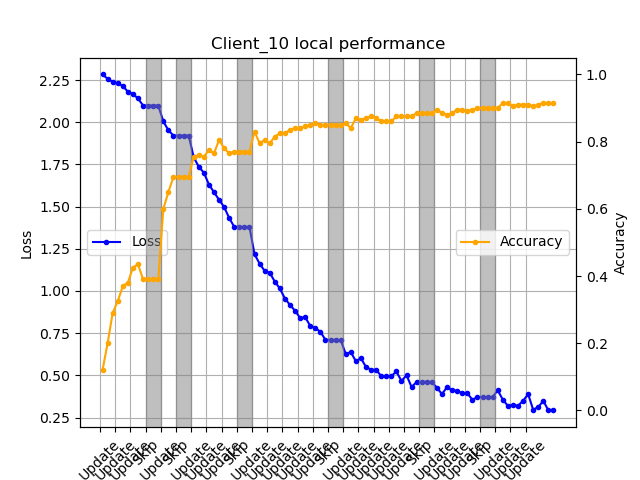 Client_10 local performance
2.25
2.00
1.75
1.50
1.25
1.00
0.75
0.50
0.25
Loss
Loss
Accuracy
1.0
0.8
0.6
0.4
0.2
0.0
Accuracy
Update
Update
Update
Skip
Update
Skip
Update
Update
Update
Skip
Update
Update
Update
Update
Update
Skip
Update
Update
Update
Update
Update
Skip
Update
Update
Update
Skip
Update
Update
Update